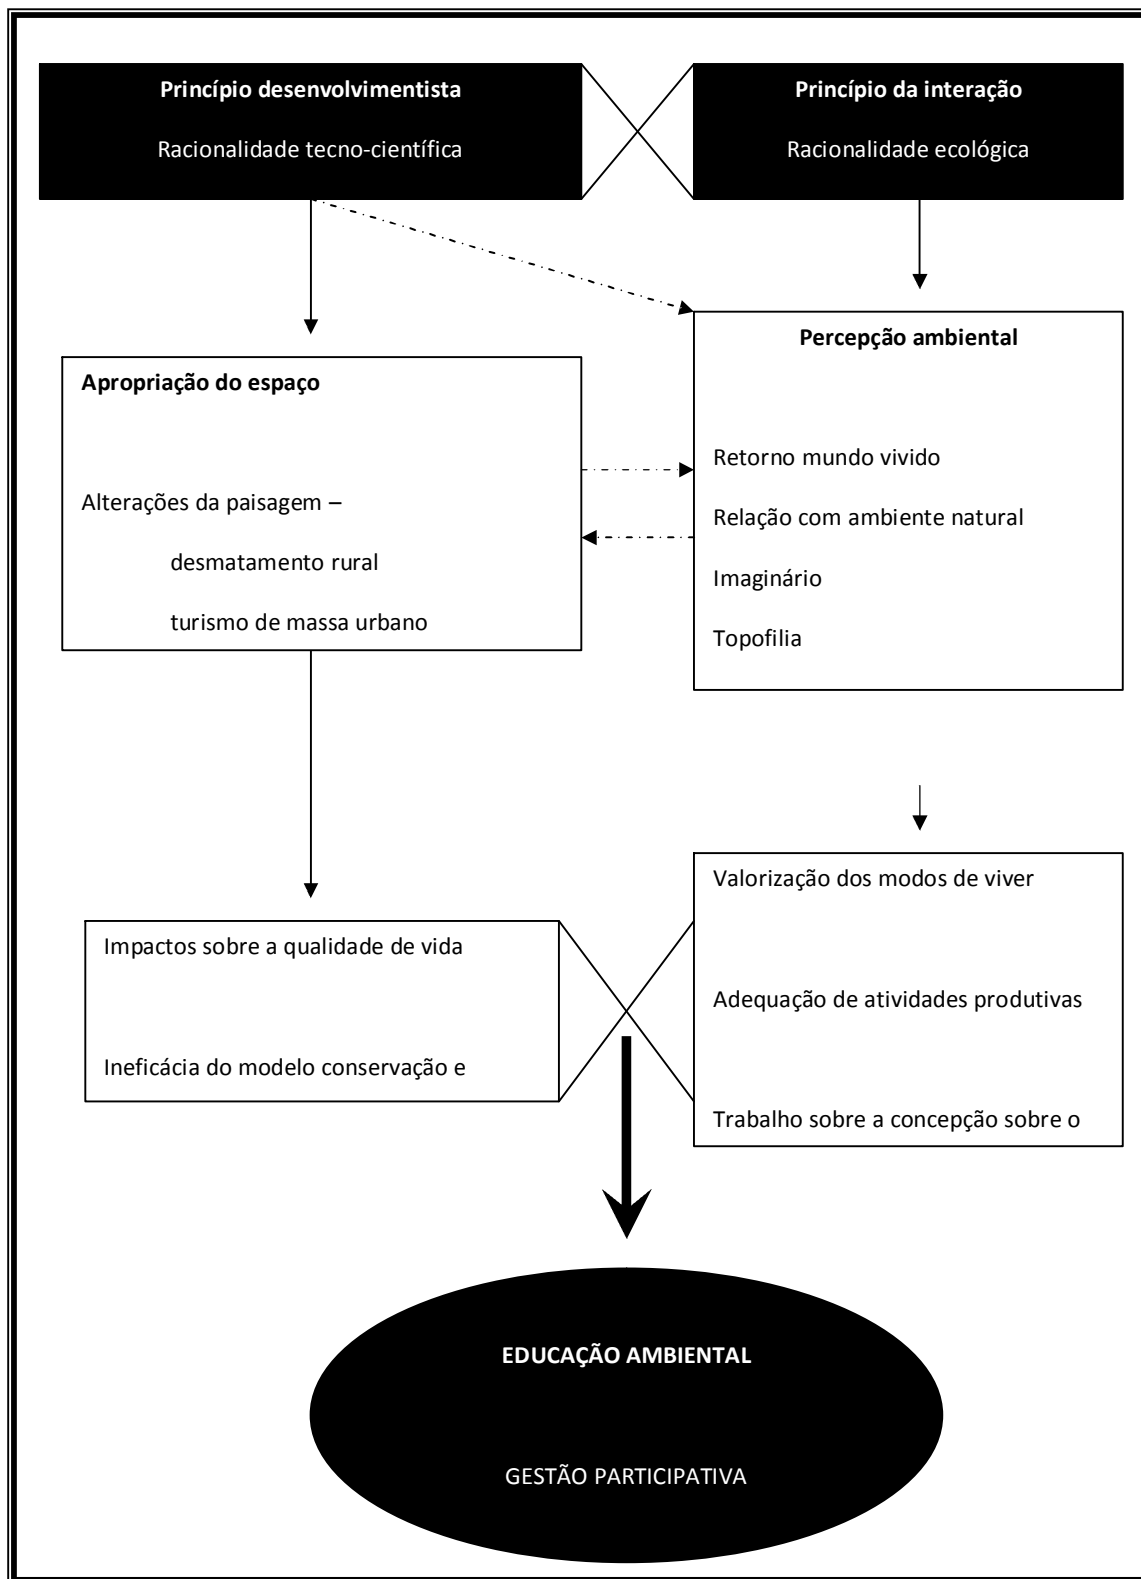 Princípio desenvolvimentista
Racionalidade tecno-científica
Princípio da interação
Racionalidade ecológica
Apropriação do espaço
Alterações da paisagem –
desmatamento rural
turismo de massa urbano
Percepção ambiental
Retorno mundo vivido
Relação com ambiente natural
Imaginário
Topofilia
Impactos sobre a qualidade de vida
Ineficácia do modelo conservação e
Valorização dos modos de viver
Adequação de atividades produtivas
Trabalho sobre a concepção sobre o
EDUCAÇÃO AMBIENTAL
GESTÃO PARTICIPATIVA